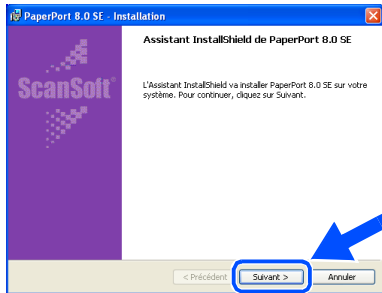 PaperPort 8.0 SE - Installation
Assistant InstallShield de PaperPort 8.0 SE
ScanSoft®
L'Assistant InstallShield va installer PaperPort 8.0 SE sur votre
système. Pour continuer, cliquez sur Suivant.
< Précédent
Suivant >
Annuler